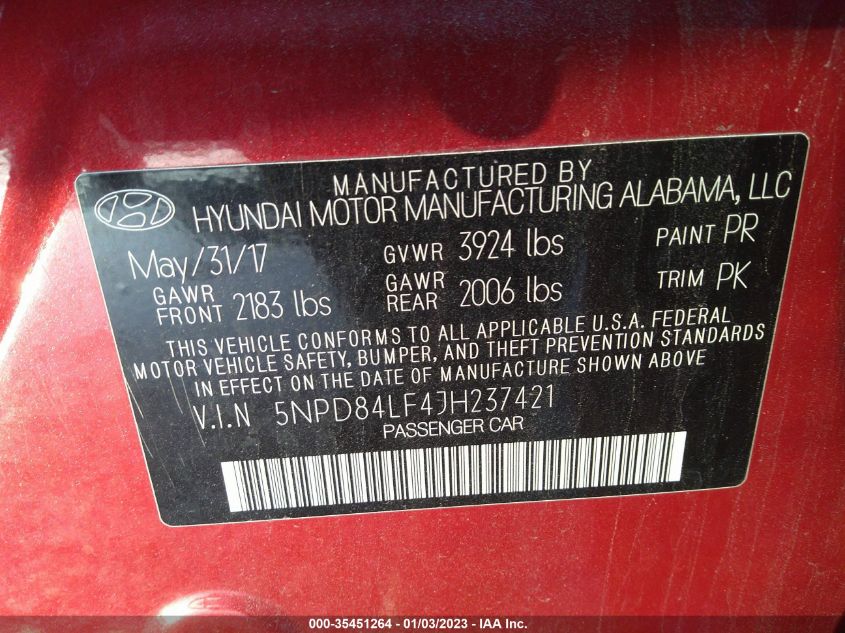 MANUFACTURED BY
HYUNDAI MOTOR MANUFACTURING ALABAMA, LLC
May/31/17 GVWR 3924 lbs PAINT PR
GAWR FRONT 2183 lbs GAWR REAR 2006 lbs TRIM PK
THIS VEHICLE CONFORMS TO ALL APPLICABLE U.S.A. FEDERAL
MOTOR VEHICLE SAFETY, BUMPER, AND THEFT PREVENTION STANDARDS
IN EFFECT ON THE DATE OF MANUFACTURE SHOWN ABOVE
V.I.N 5NPD84LF4JH237421
PASSENGER CAR
000-35451264 - 01/03/2023 - IAA Inc.